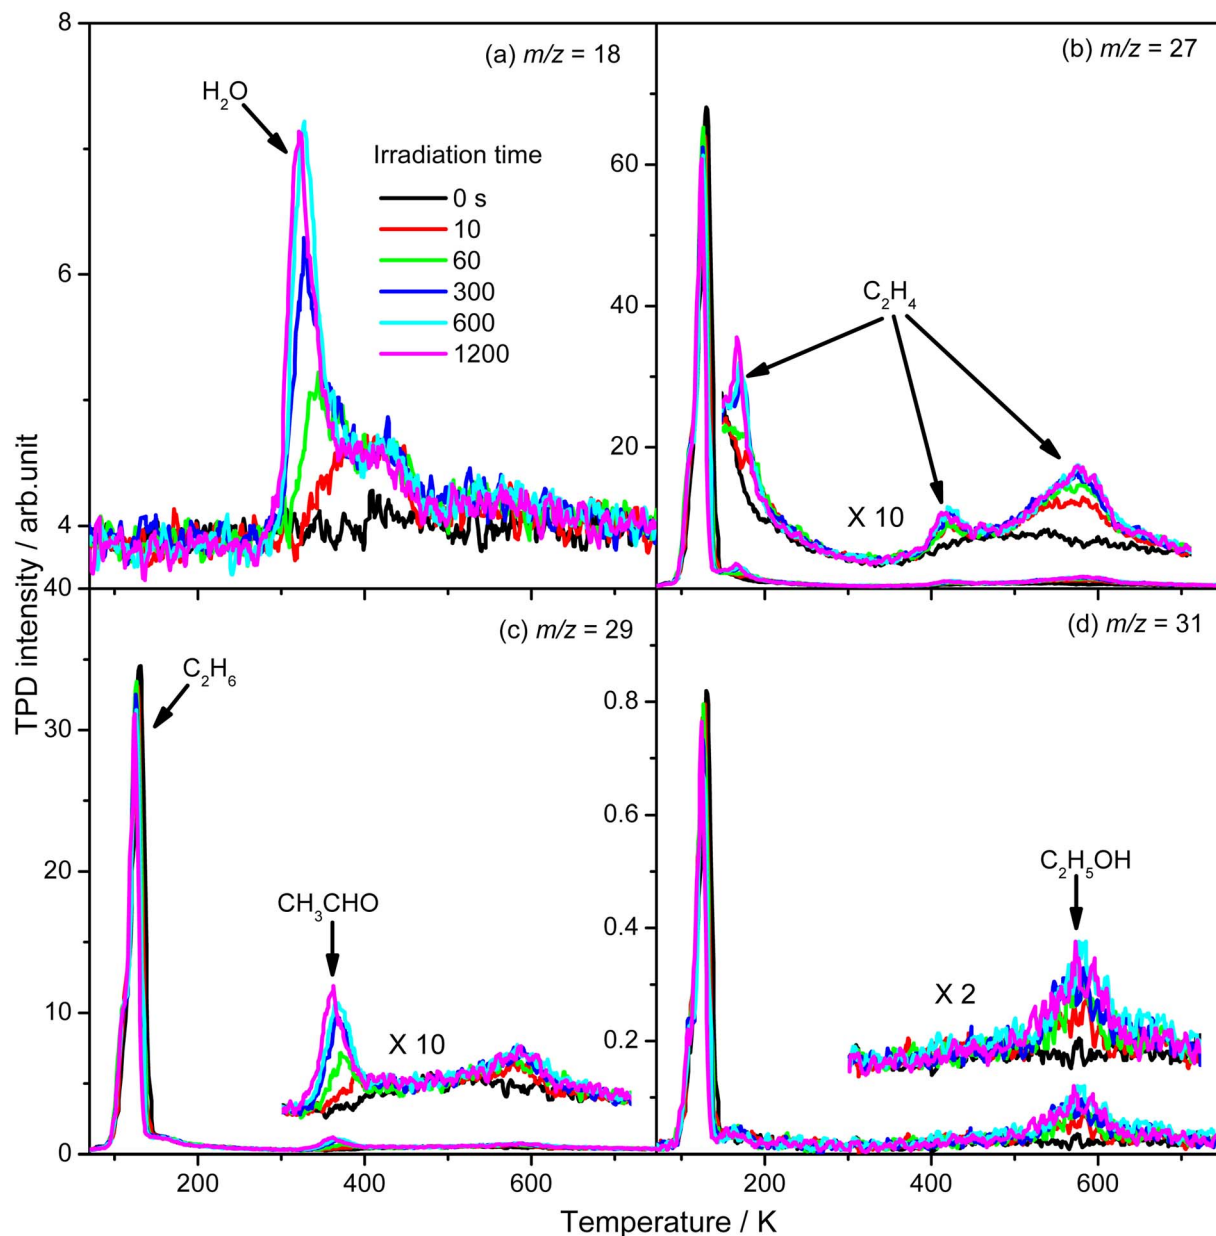 8
(a) m/z = 18
(b) m/z = 27
H₂O
Irradiation time
0 s
10
60
300
600
1200
6
4
60
40
20
C₂H₄
X 10
40
(c) m/z = 29
(d) m/z = 31
C₂H₆
30
20
10
0
CH₃CHO
X 10
0.8
0.6
0.4
0.2
C₂H₅OH
X 2
TPD intensity / arb.unit
200
400
600
200
400
600
Temperature / K